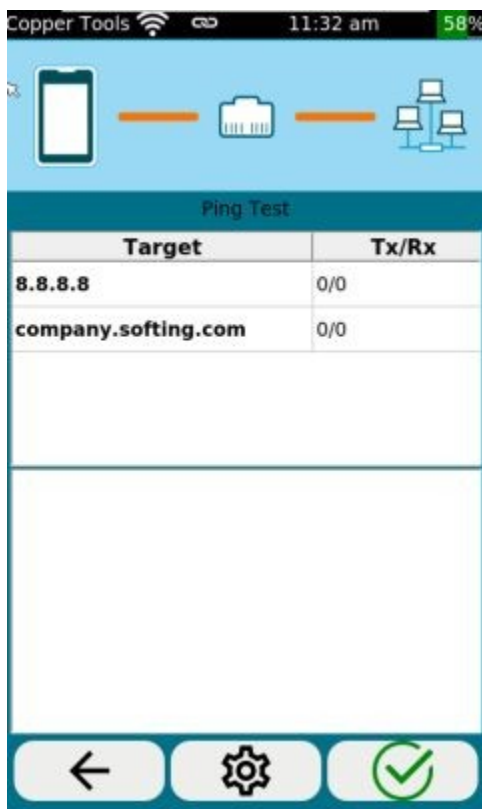 Copper Tools 11:32 am 58%
Ping Test
Target Tx/Rx
8.8.8.8 0/0
company.softing.com 0/0